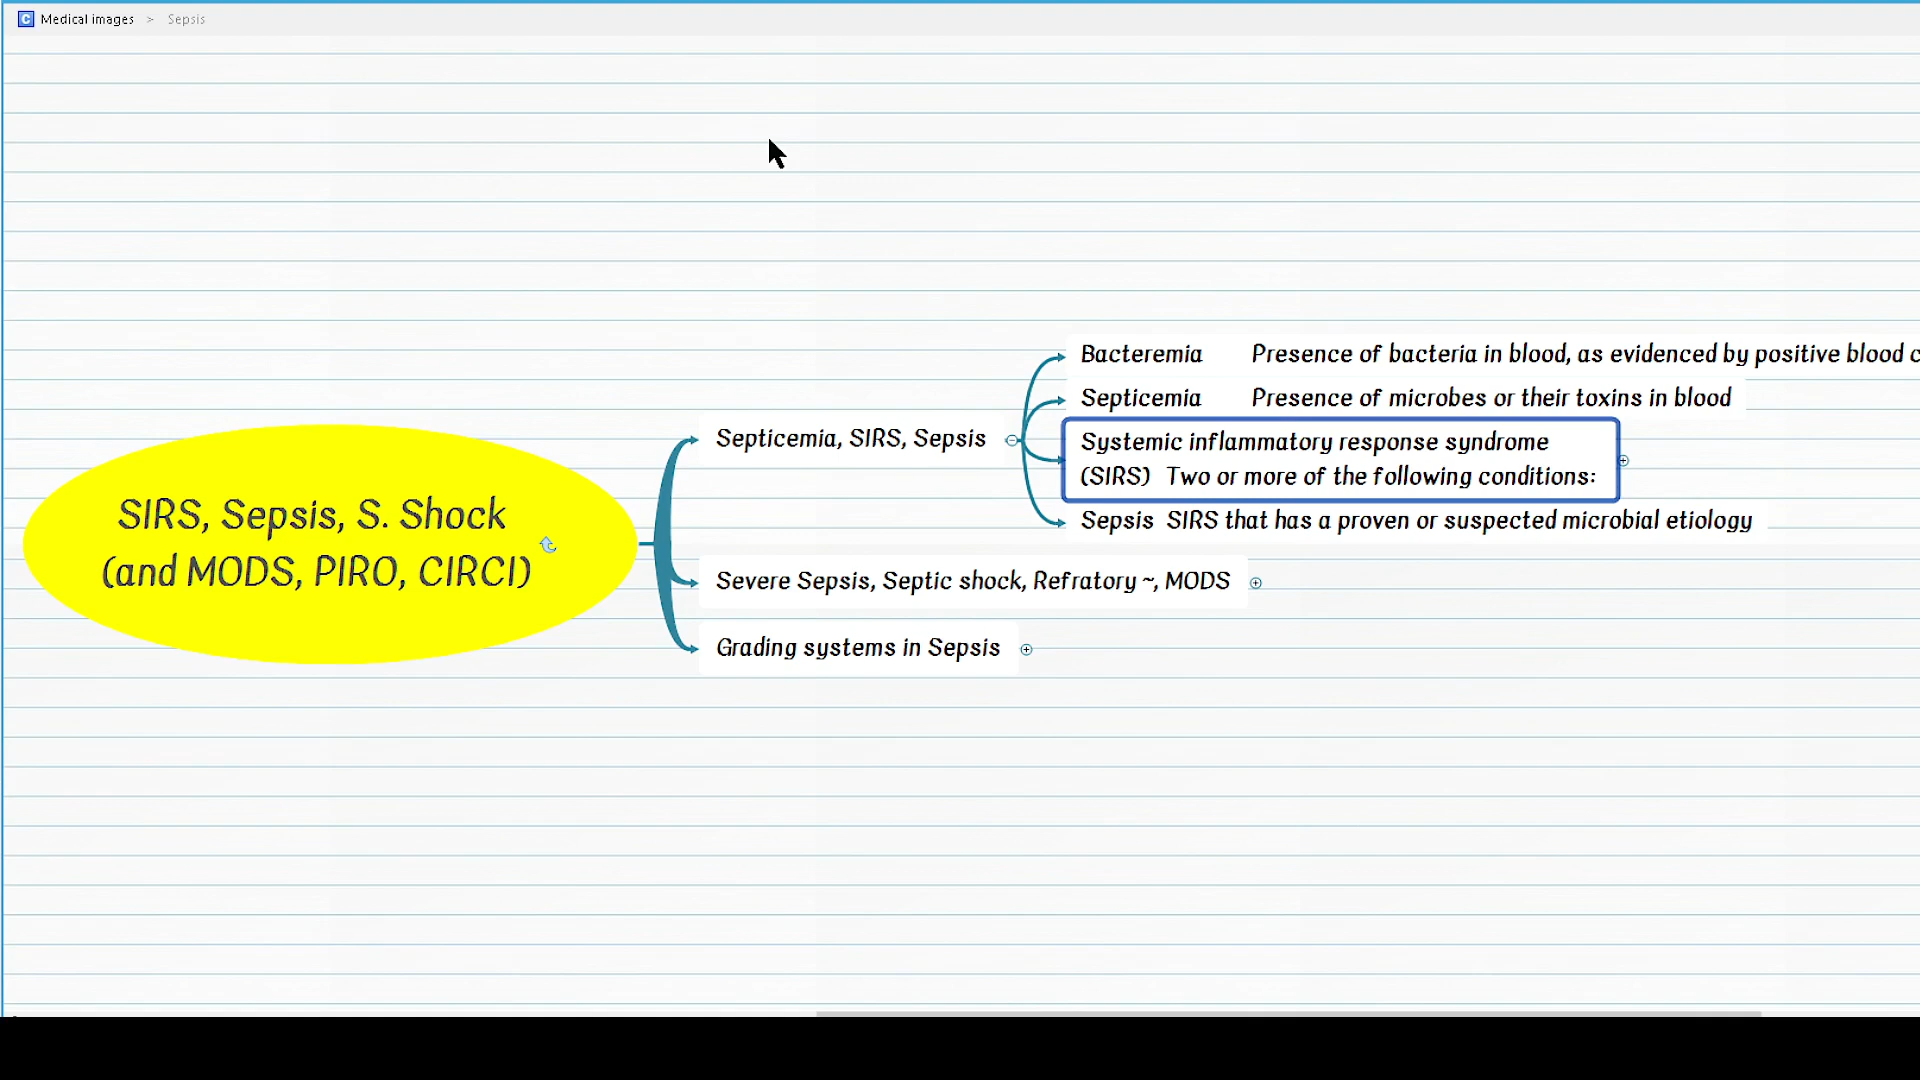 Medical images > Sepsis
SIRS, Sepsis, S. Shock
(and MODS, PIRO, CIRCI)
Septicemia, SIRS, Sepsis
Bacteremia Presence of bacteria in blood, as evidenced by positive blood c
Septicemia Presence of microbes or their toxins in blood
Systemic inflammatory response syndrome
(SIRS) Two or more of the following conditions:
Sepsis SIRS that has a proven or suspected microbial etiology
Severe Sepsis, Septic shock, Refratory ~, MODS
Grading systems in Sepsis